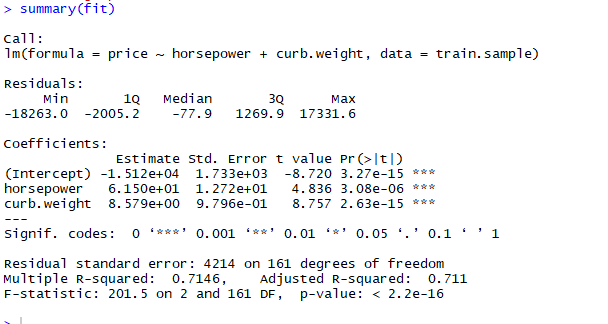 > summary(fit)
Call:
lm(formula = price ~ horsepower + curb.weight, data = train.sample)
Residuals:
     Min       1Q   Median       3Q      Max
-18263.0  -2005.2    -77.9   1269.9  17331.6
Coefficients:
              Estimate Std. Error t value Pr(>|t|)
(Intercept) -1.512e+04  1.733e+03  -8.720 3.27e-15 ***
horsepower   6.150e+01  1.272e+01   4.836 3.08e-06 ***
curb.weight  8.579e+00  9.796e-01   8.757 2.63e-15 ***
---
Signif. codes:  0 ‘***’ 0.001 ‘**’ 0.01 ‘*’ 0.05 ‘.’ 0.1 ‘ ’ 1
Residual standard error: 4214 on 161 degrees of freedom
Multiple R-squared:  0.7146,    Adjusted R-squared:  0.711
F-statistic: 201.5 on 2 and 161 DF,  p-value: < 2.2e-16
>